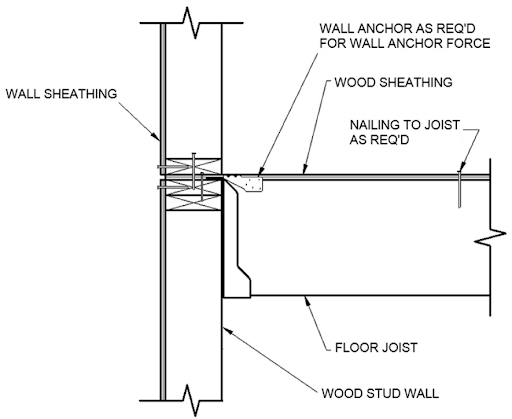 WALL ANCHOR AS REQ'D
FOR WALL ANCHOR FORCE
WALL SHEATHING
WOOD SHEATHING
NAILING TO JOIST
AS REQ'D
FLOOR JOIST
WOOD STUD WALL